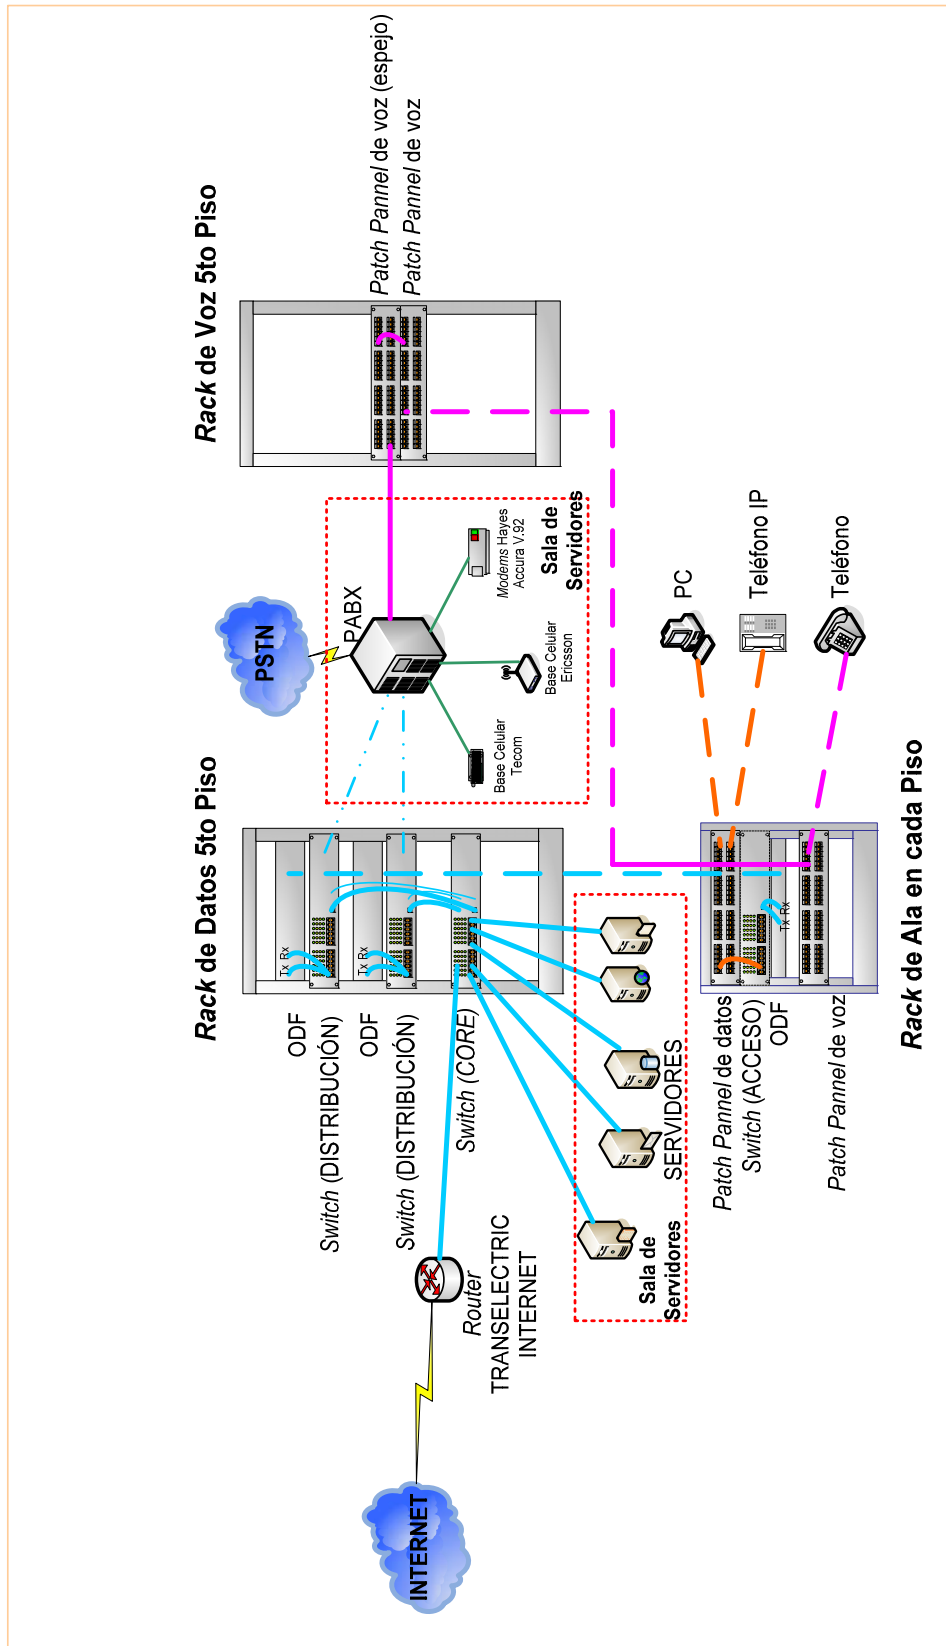 Rack de Datos 5to Piso
Rack de Voz 5to Piso
PSTN
PABX
Patch Pannel de voz (espejo)
Patch Pannel de voz
ODF
Tx Rx
Switch (DISTRIBUCIÓN)
ODF
Tx Rx
Switch (DISTRIBUCIÓN)
Switch (CORE)
Base Celular
Tecom
Base Celular
Ericsson
Modems Hayes
Accura V.92
Sala de
Servidores
INTERNET
Router
TRANSELECTRIC
INTERNET
Sala de
Servidores
SERVIDORES
Patch Pannel de datos
Switch (ACCESO)
ODF
Tx Rx
Patch Pannel de voz
PC
Teléfono IP
Teléfono
Rack de Ala en cada Piso